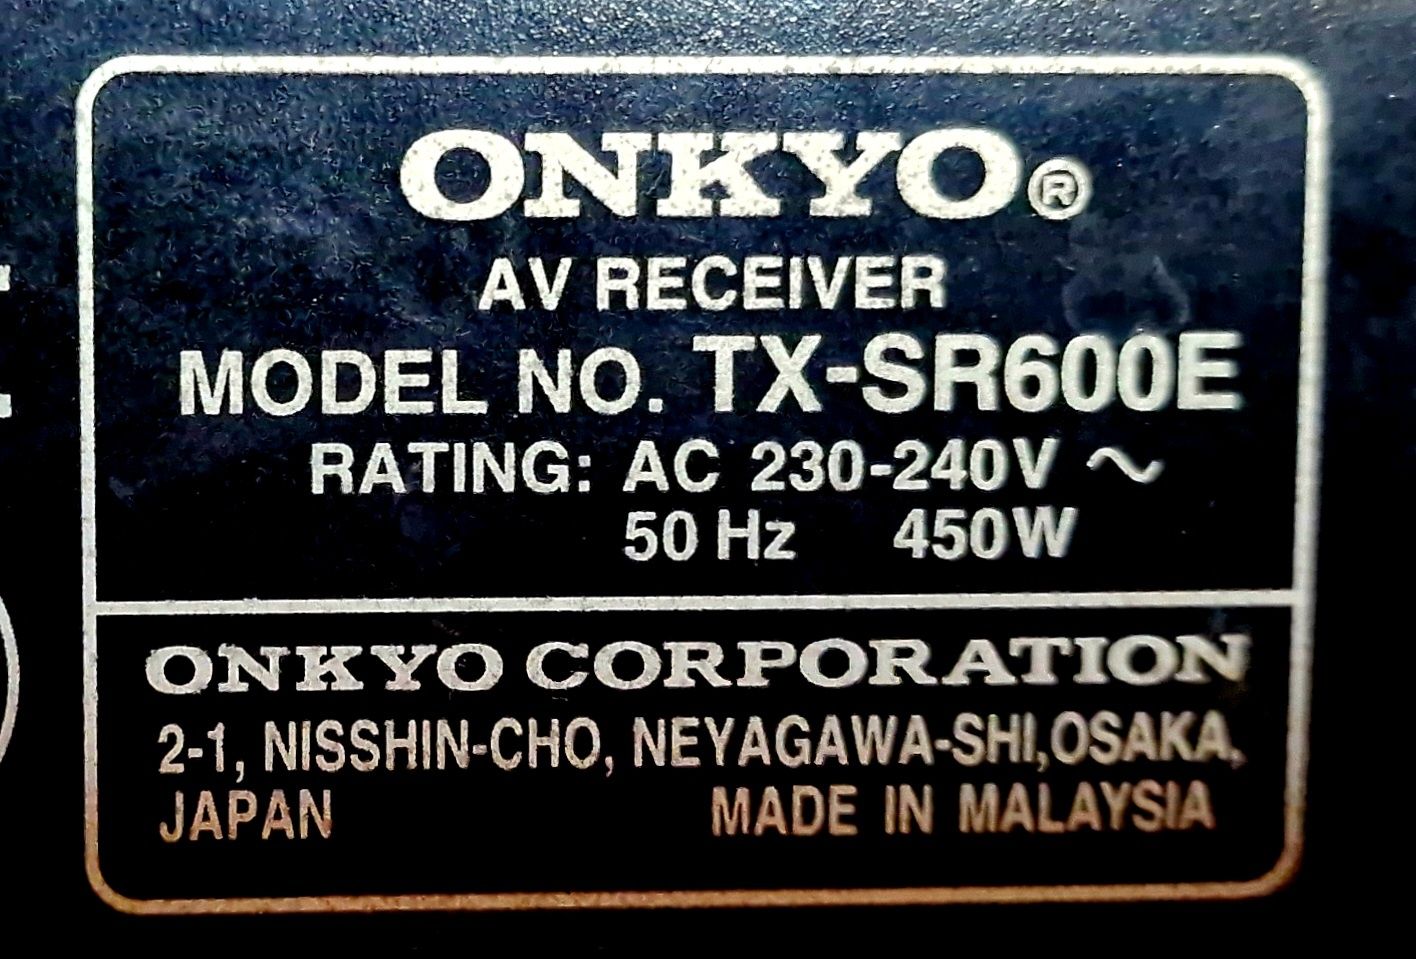 ONKYO®
AV RECEIVER
MODEL NO. TX-SR600E
RATING: AC 230-240V ~
50 Hz 450W
ONKYO CORPORATION
2-1, NISSHIN-CHO, NEYAGAWA-SHI,OSAKA,
JAPAN MADE IN MALAYSIA